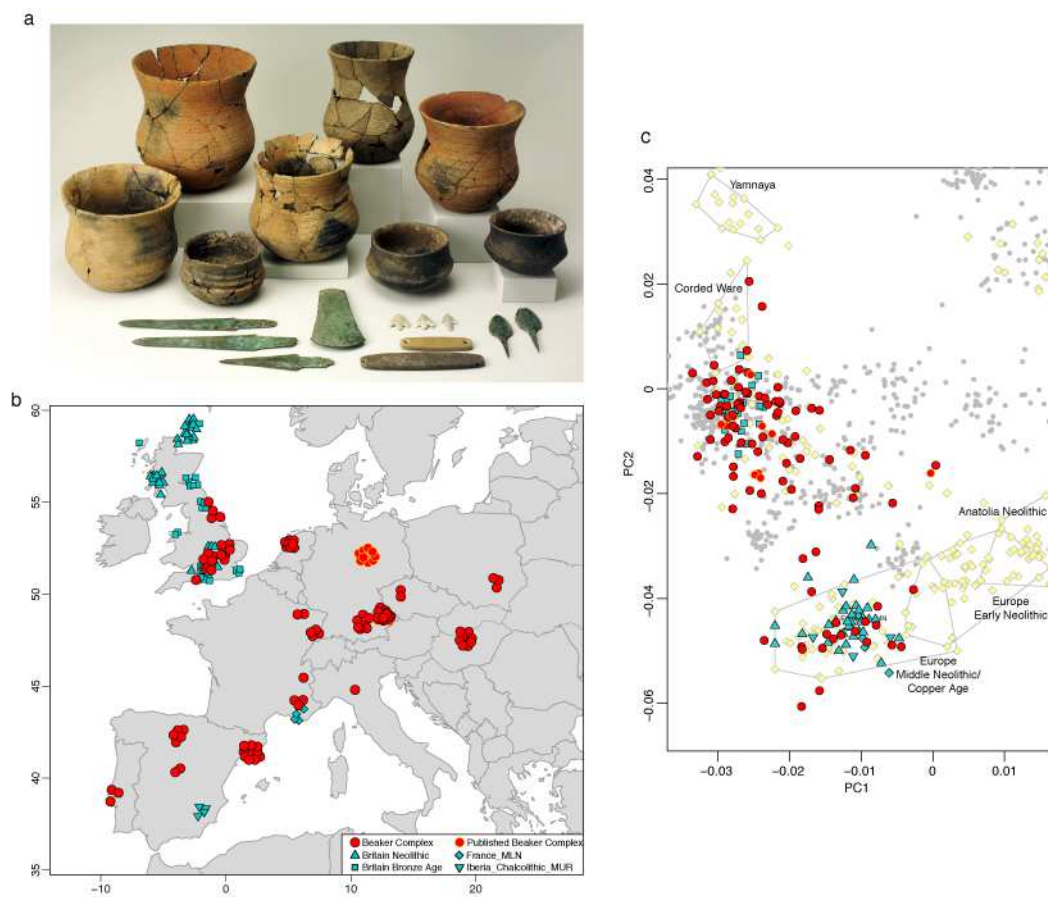 a
b
60
55
50
45
40
35
−10
0
10
20
Beaker Complex
Britain Neolithic
Britain Bronze Age
Published Beaker Complex
France_MLN
Iberia_Chalcolithic_MUR
c
0.04
0.02
0
−0.02
−0.04
−0.06
PC2
Yamnaya
Corded Ware
Anatolia Neolithic
Europe
Early Neolithic
Europe
Middle Neolithic/
Copper Age
−0.03
−0.02
−0.01
0
0.01
PC1